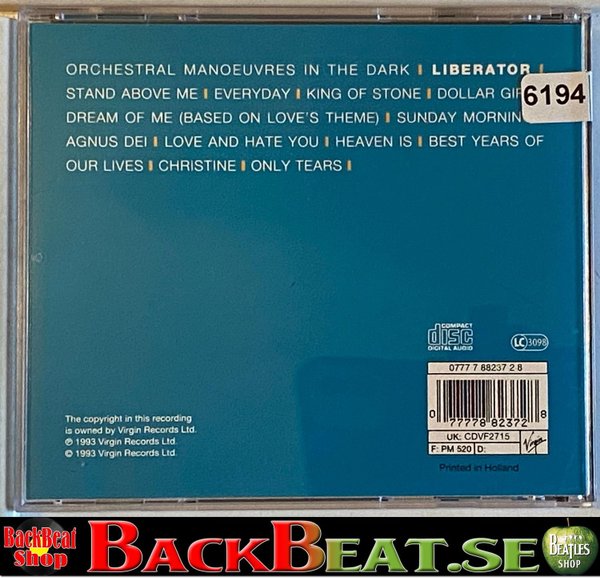 ORCHESTRAL MANOEUVRES IN THE DARK | LIBERATOR |
STAND ABOVE ME | EVERYDAY | KING OF STONE | DOLLAR
6194
DREAM OF ME (BASED ON LOVE'S THEME) | SUNDAY
AGNUS DEI | LOVE AND HATE YOU | HEAVEN IS | BEST YEARS OF
OUR LIVES | CHRISTINE | ONLY TEARS |
COMPACT
disc
DIGITAL AUDIO
LC 3098
0777 7 88237 2 8
0 77778 82372 8
UK: CDVF2715
F: PM 520 D:
Virgin
Printed in Holland
The copyright in this recording
is owned by Virgin Records Ltd.
℗ 1993 Virgin Records Ltd.
© 1993 Virgin Records Ltd.
BackBeat
Shop
BACKBEAT.SE
BEATLES
SHOP